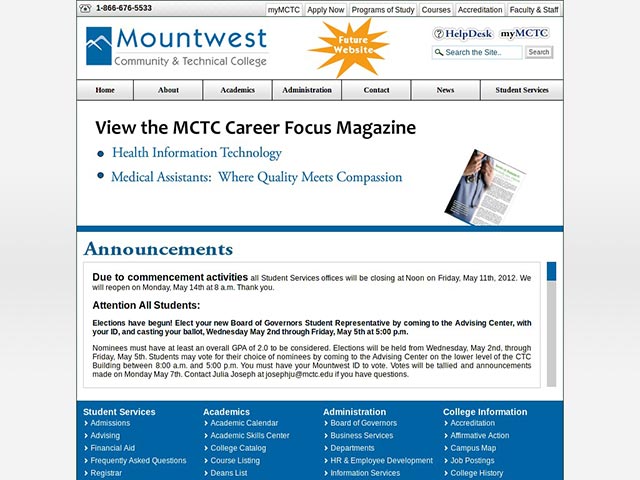 1-866-676-5533
myMCTC Apply Now Programs of Study Courses Accreditation Faculty & Staff
Mountwest
Community & Technical College
Future
Website
HelpDesk myMCTC
Search the Site.. Search
Home About Academics Administration Contact News Student Services
View the MCTC Career Focus Magazine
Health Information Technology
Medical Assistants: Where Quality Meets Compassion
Announcements
Due to commencement activities all Student Services offices will be closing at Noon on Friday, May 11th, 2012. We
will reopen on Monday, May 14th at 8 a.m. Thank you.
Attention All Students:
Elections have begun! Elect your new Board of Governors Student Representative by coming to the Advising Center, with
your ID, and casting your ballot, Wednesday May 2nd through Friday, May 5th at 5:00 p.m.
Nominees must have at least an overall GPA of 2.0 to be considered. Elections will be held from Wednesday, May 2nd, through
Friday, May 5th. Students may vote for their choice of nominees by coming to the Advising Center on the lower level of the CTC
Building between 8:00 a.m. and 5:00 p.m. You must have your Mountwest ID to vote. Votes will be tallied and announcements
made on Monday May 7th. Contact Julia Joseph at josephju@mctc.edu if you have questions.
Student Services Academics Administration College Information
Admissions Academic Calendar Board of Governors Accreditation
Advising Academic Skills Center Business Services Affirmative Action
Financial Aid College Catalog Departments Campus Map
Frequently Asked Questions Course Listing HR & Employee Development Job Postings
Registrar Deans List Information Services College History